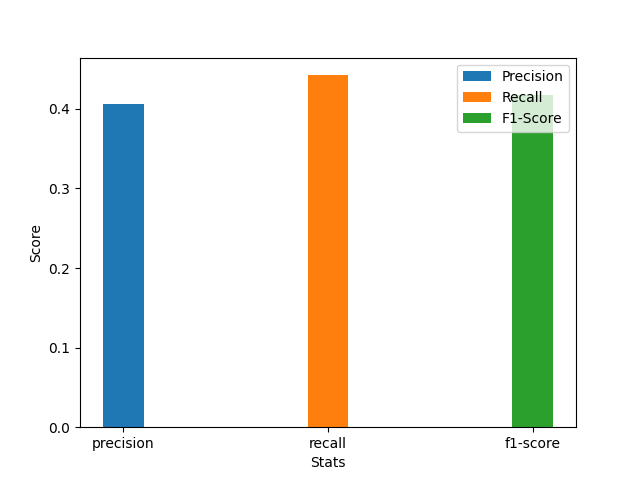 Precision
Recall
F1-Score
0.4
0.3
0.2
0.1
0.0
Score
precision recall f1-score
Stats